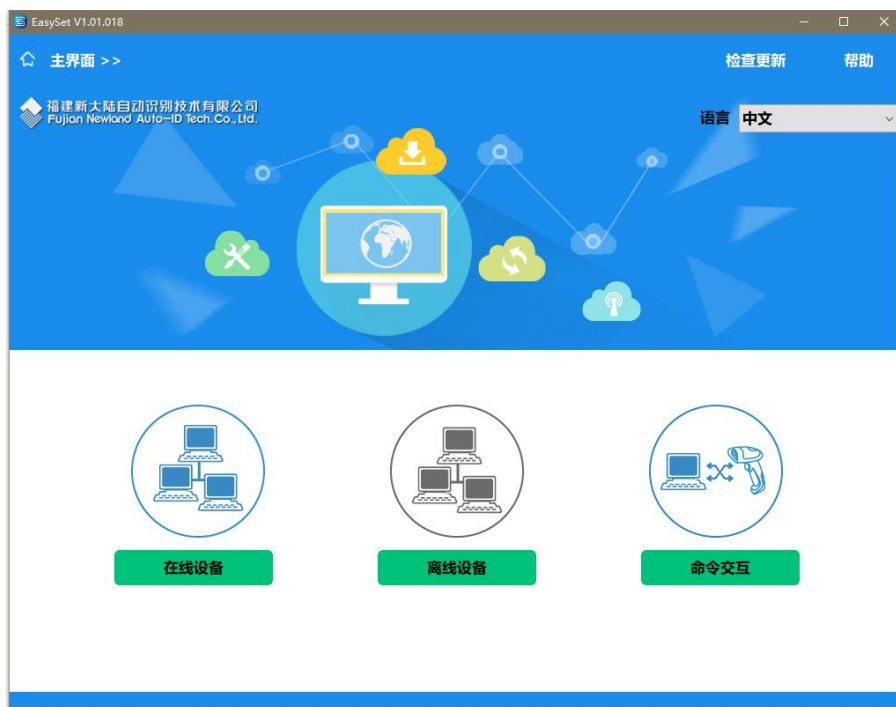 EasySet V1.01.018
主界面 >>
检查更新
帮助
福建新大陆自动识别技术有限公司
Fujian Newland Auto-ID Tech.Co.,Ltd.
语言
中文
在线设备
离线设备
命令交互